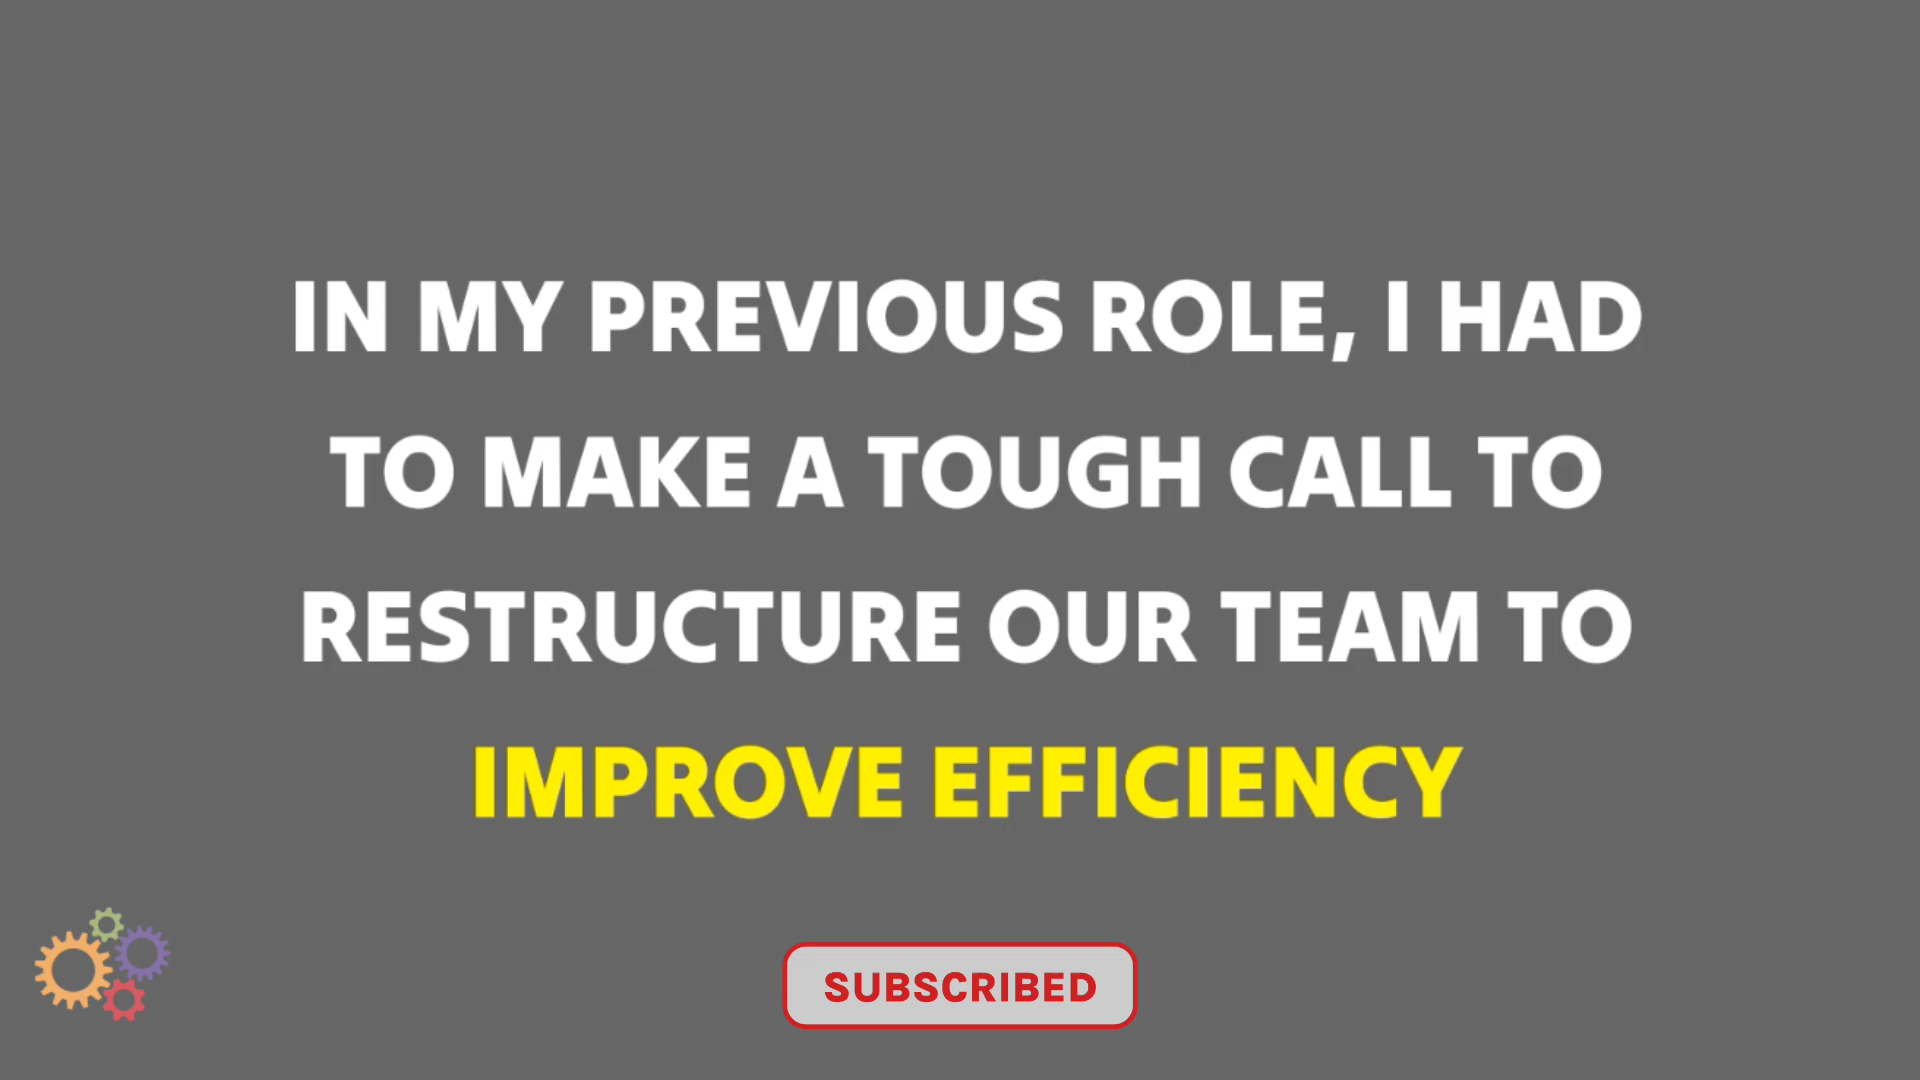 IN MY PREVIOUS ROLE, I HAD
TO MAKE A TOUGH CALL TO
RESTRUCTURE OUR TEAM TO
IMPROVE EFFICIENCY
SUBSCRIBED